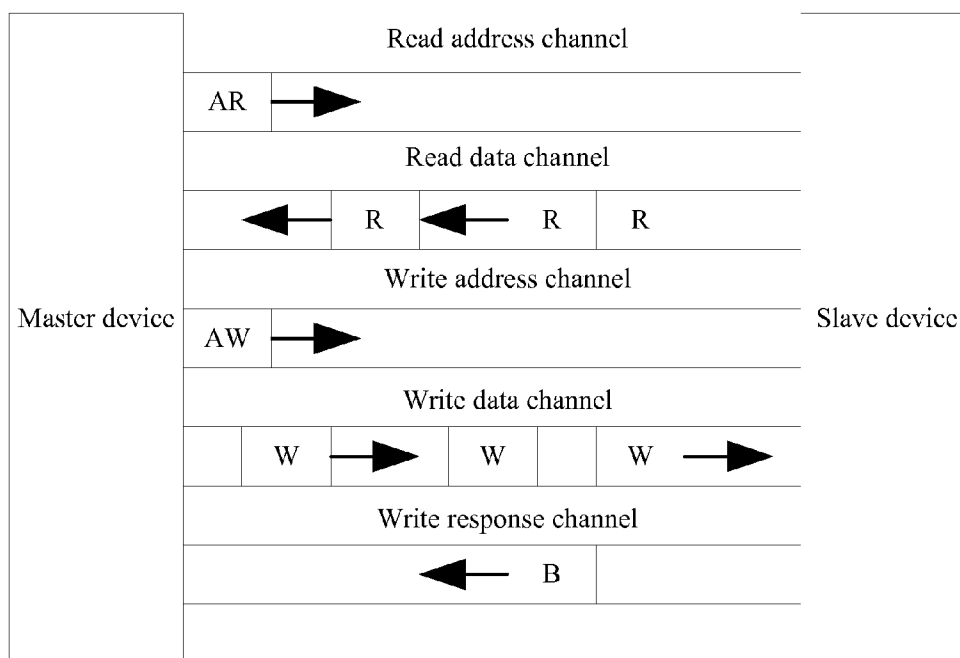 Read address channel
AR
Read data channel
R R R
Write address channel
Master device
Slave device
AW
Write data channel
W W W
Write response channel
B